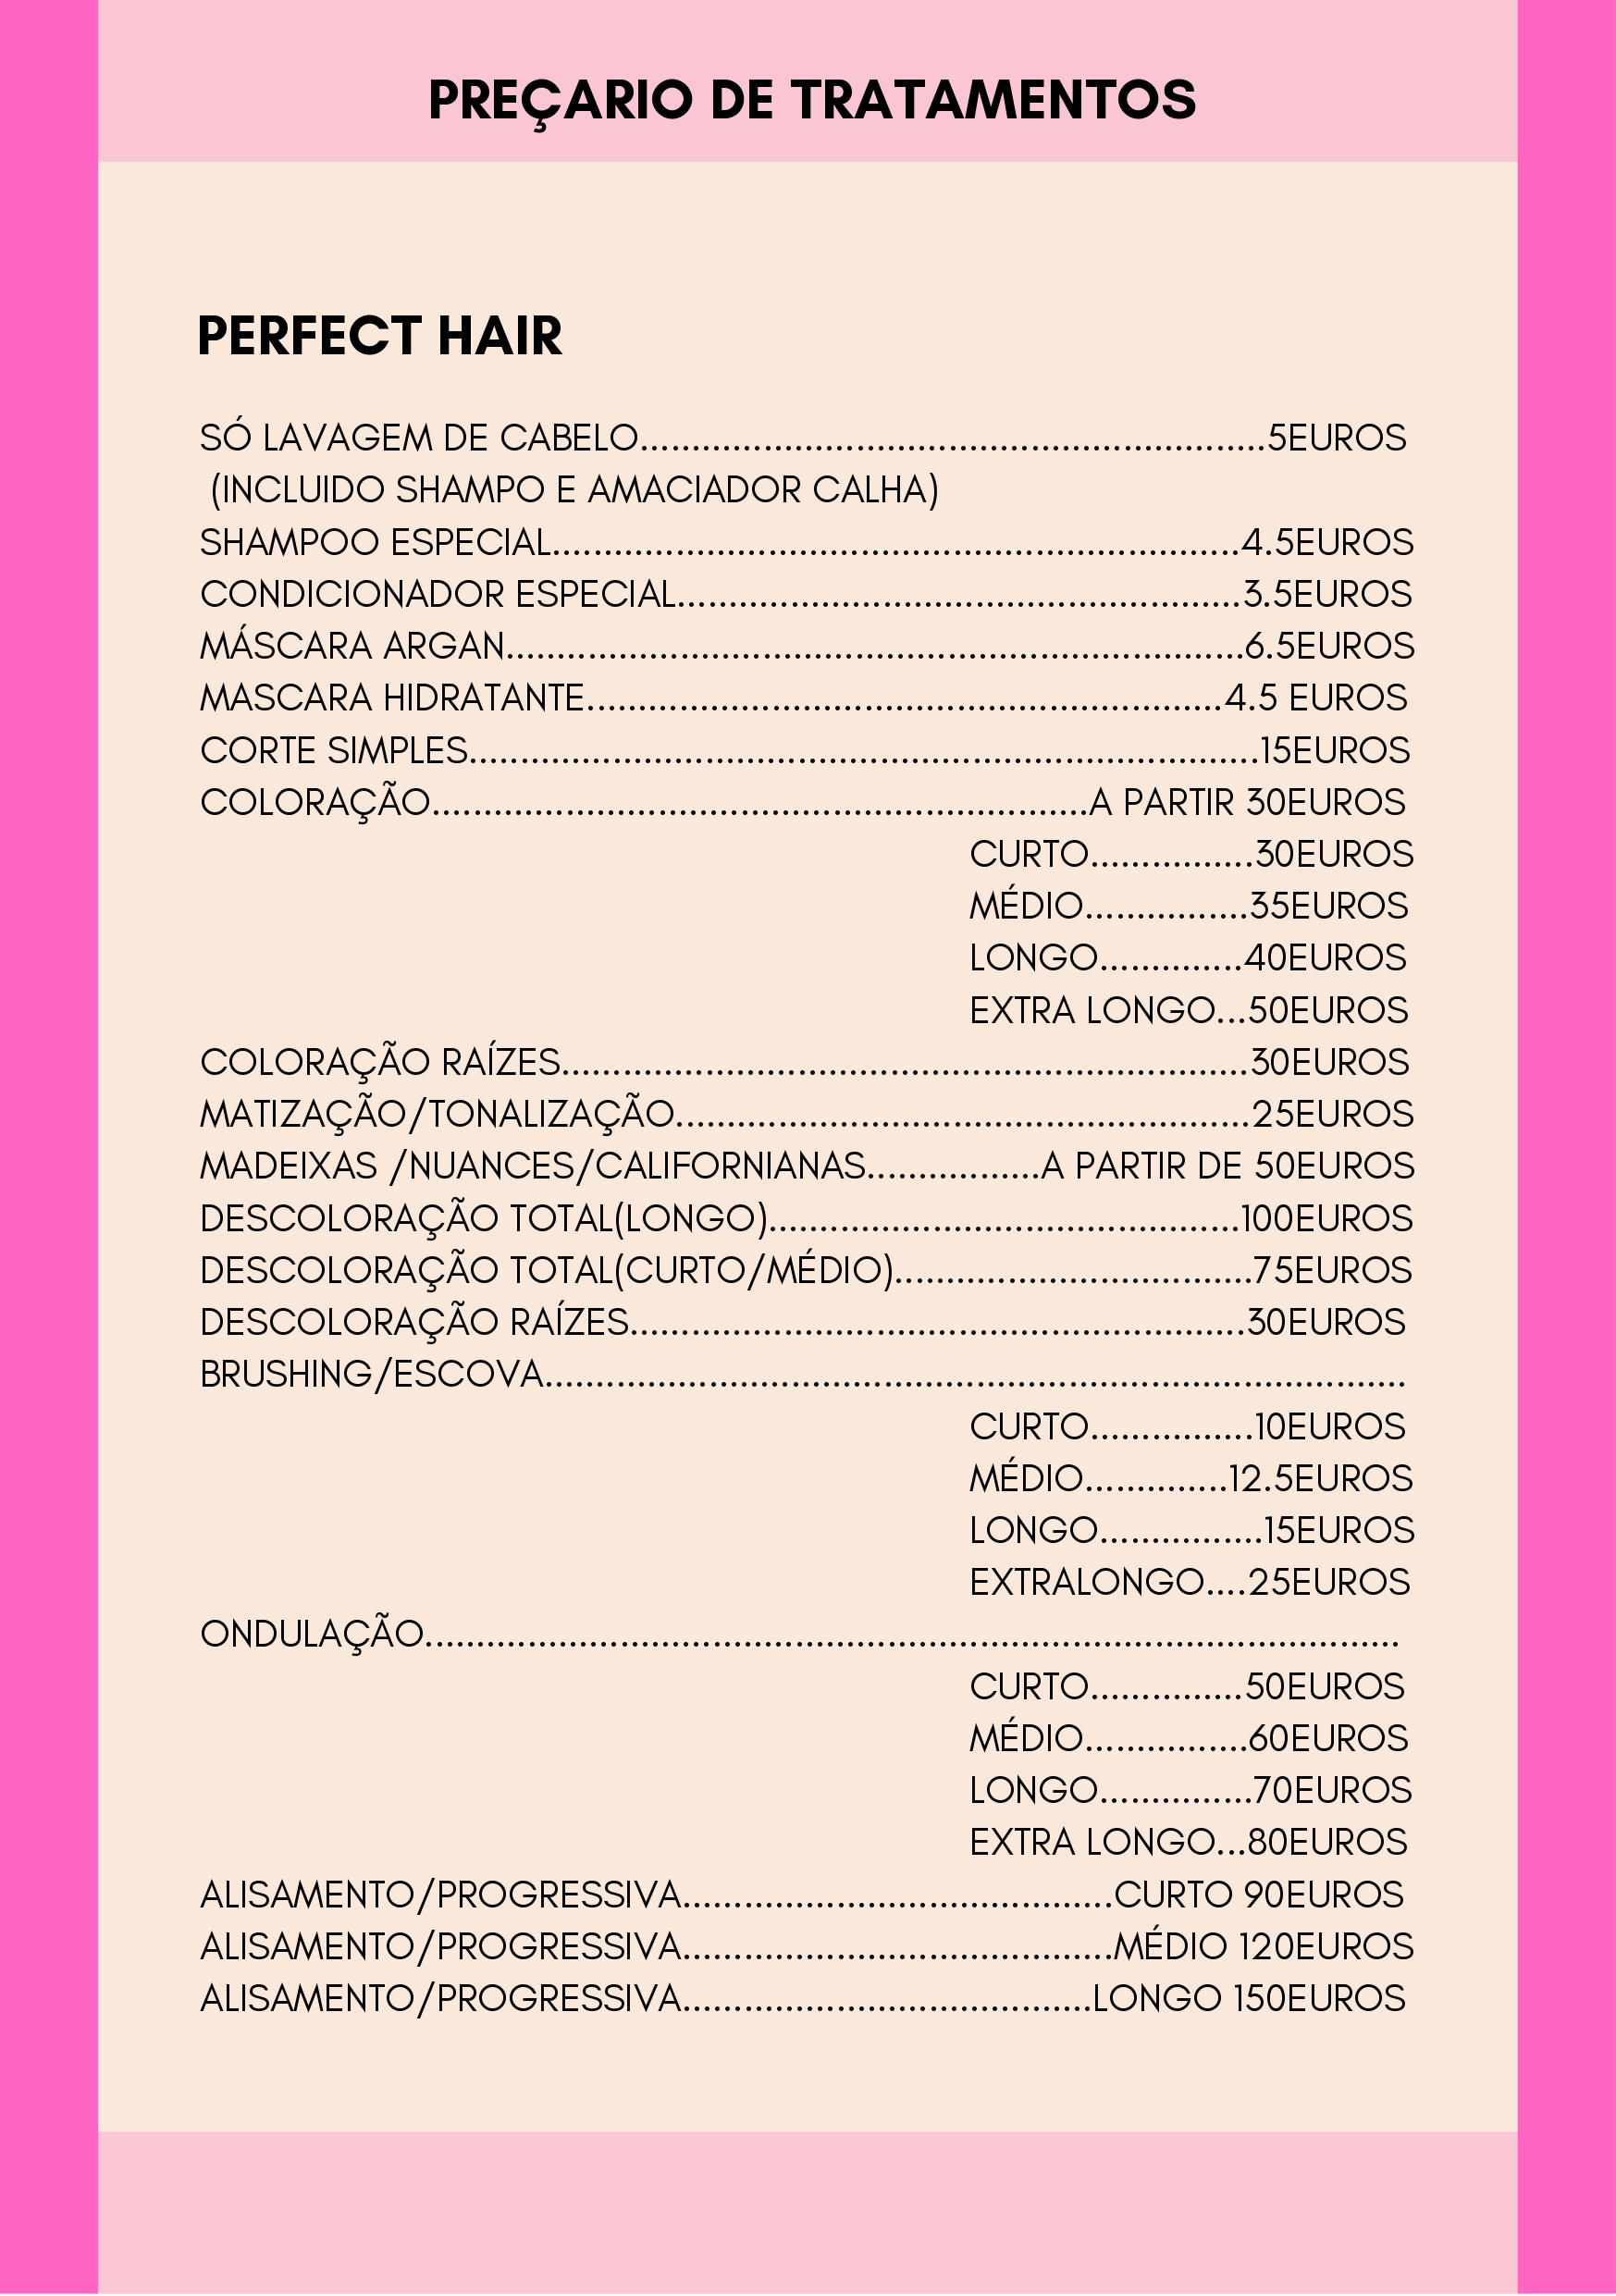 PREÇARIO DE TRATAMENTOS
PERFECT HAIR
SÓ LAVAGEM DE CABELO.............................................................5EUROS
(INCLUIDO SHAMPO E AMACIADOR CALHA)
SHAMPOO ESPECIAL...................................................................4.5EUROS
CONDICIONADOR ESPECIAL.......................................................3.5EUROS
MÁSCARA ARGAN........................................................................6.5EUROS
MASCARA HIDRATANTE..............................................................4.5 EUROS
CORTE SIMPLES.............................................................................15EUROS
COLORAÇÃO................................................................A PARTIR 30EUROS
CURTO................30EUROS
MÉDIO................35EUROS
LONGO..............40EUROS
EXTRA LONGO...50EUROS
COLORAÇÃO RAÍZES...................................................................30EUROS
MATIZAÇÃO/TONALIZAÇÃO........................................................25EUROS
MADEIXAS /NUANCES/CALIFORNIANAS.................A PARTIR DE 50EUROS
DESCOLORAÇÃO TOTAL(LONGO)..............................................100EUROS
DESCOLORAÇÃO TOTAL(CURTO/MÉDIO)...................................75EUROS
DESCOLORAÇÃO RAÍZES............................................................30EUROS
BRUSHING/ESCOVA....................................................................................
CURTO................10EUROS
MÉDIO..............12.5EUROS
LONGO................15EUROS
EXTRALONGO....25EUROS
ONDULAÇÃO...............................................................................................
CURTO...............50EUROS
MÉDIO................60EUROS
LONGO...............70EUROS
EXTRA LONGO...80EUROS
ALISAMENTO/PROGRESSIVA..........................................CURTO 90EUROS
ALISAMENTO/PROGRESSIVA..........................................MÉDIO 120EUROS
ALISAMENTO/PROGRESSIVA........................................LONGO 150EUROS